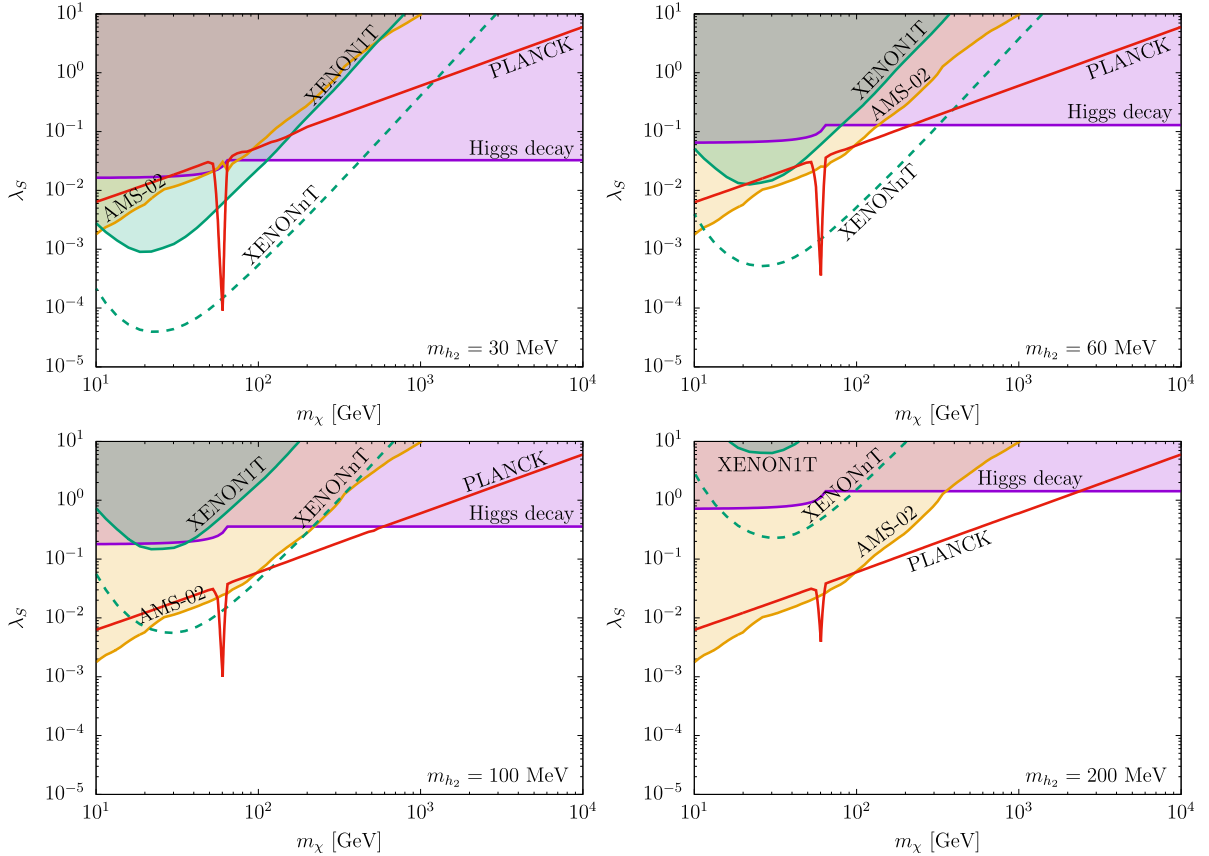 10^1
10^0
10^{-1}
10^{-2}
10^{-3}
10^{-4}
10^{-5}
λ_S
10^1
10^2
10^3
10^4
m_χ [GeV]
XENON1T
PLANCK
Higgs decay
AMS-02
XENONnT
m_{h_2} = 30 MeV
10^1
10^0
10^{-1}
10^{-2}
10^{-3}
10^{-4}
10^{-5}
λ_S
10^1
10^2
10^3
10^4
m_χ [GeV]
XENON1T
AMS-02
PLANCK
Higgs decay
XENONnT
m_{h_2} = 60 MeV
10^1
10^0
10^{-1}
10^{-2}
10^{-3}
10^{-4}
10^{-5}
λ_S
10^1
10^2
10^3
10^4
m_χ [GeV]
XENON1T
XENONnT
PLANCK
Higgs decay
AMS-02
m_{h_2} = 100 MeV
10^1
10^0
10^{-1}
10^{-2}
10^{-3}
10^{-4}
10^{-5}
λ_S
10^1
10^2
10^3
10^4
m_χ [GeV]
XENON1T
XENONnT
Higgs decay
AMS-02
PLANCK
m_{h_2} = 200 MeV